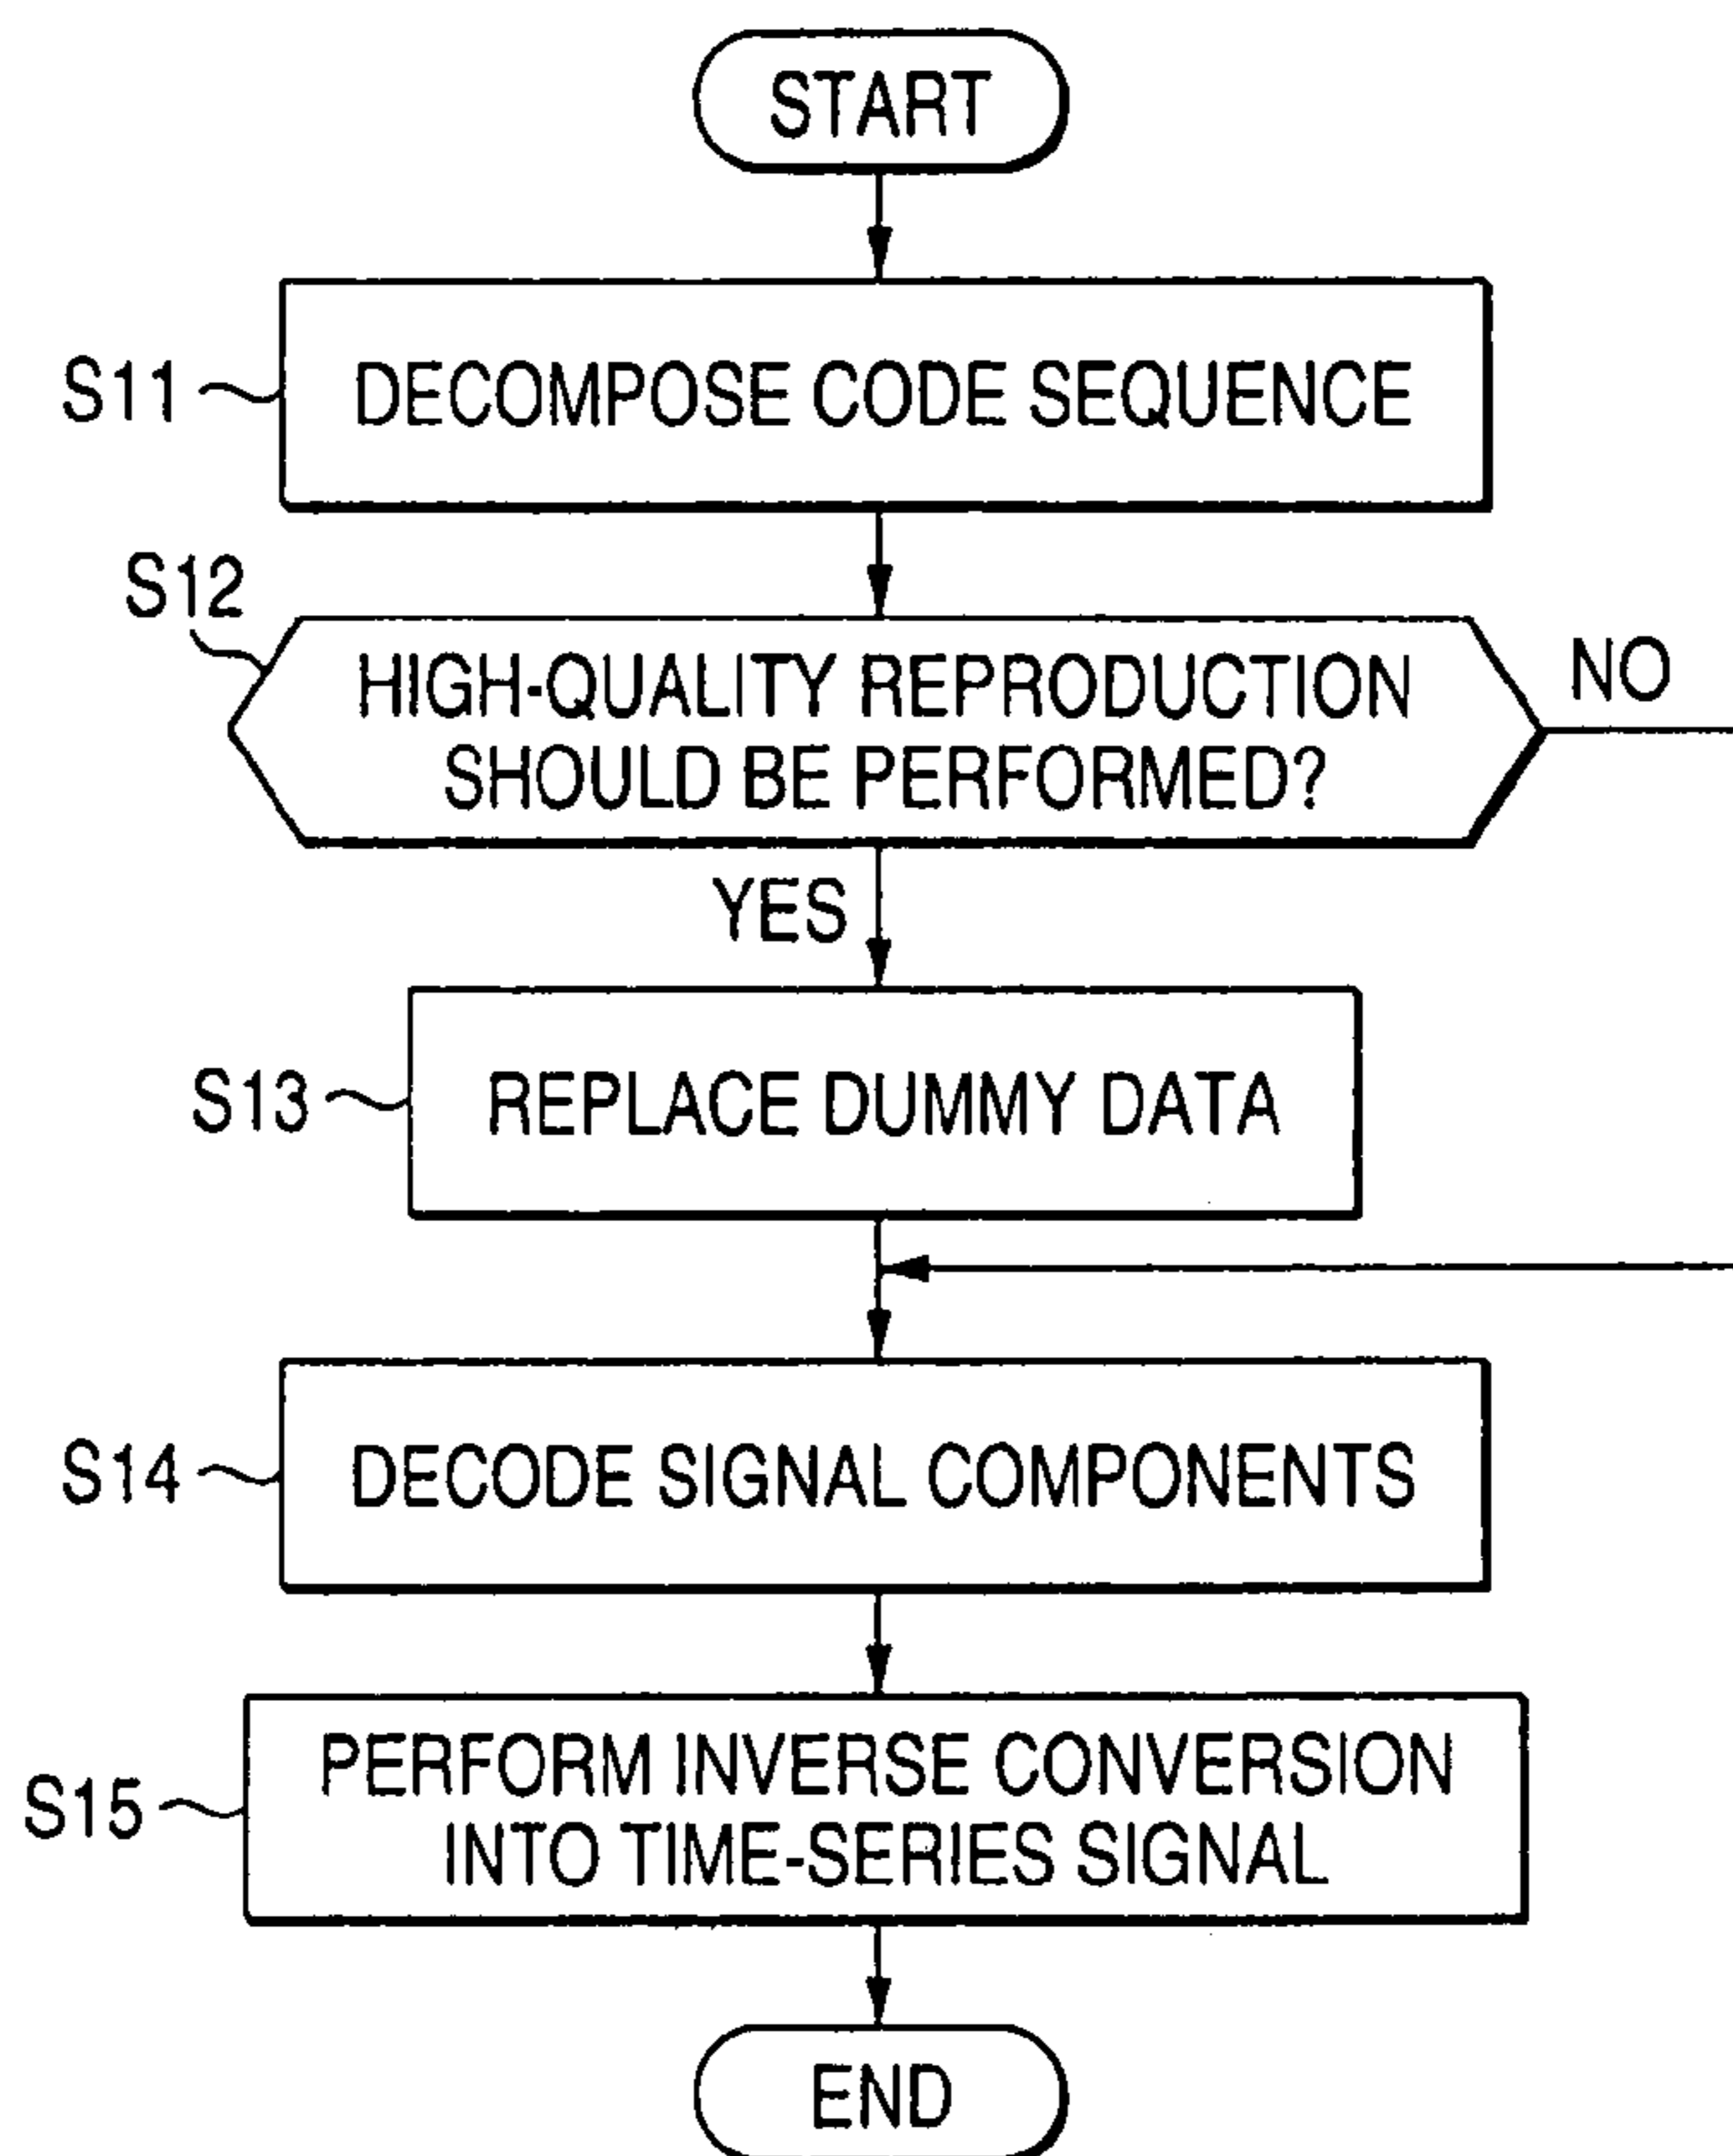 START
S11
DECOMPOSE CODE SEQUENCE
S12
HIGH-QUALITY REPRODUCTION
SHOULD BE PERFORMED?
NO
YES
S13
REPLACE DUMMY DATA
S14
DECODE SIGNAL COMPONENTS
S15
PERFORM INVERSE CONVERSION
INTO TIME-SERIES SIGNAL
END